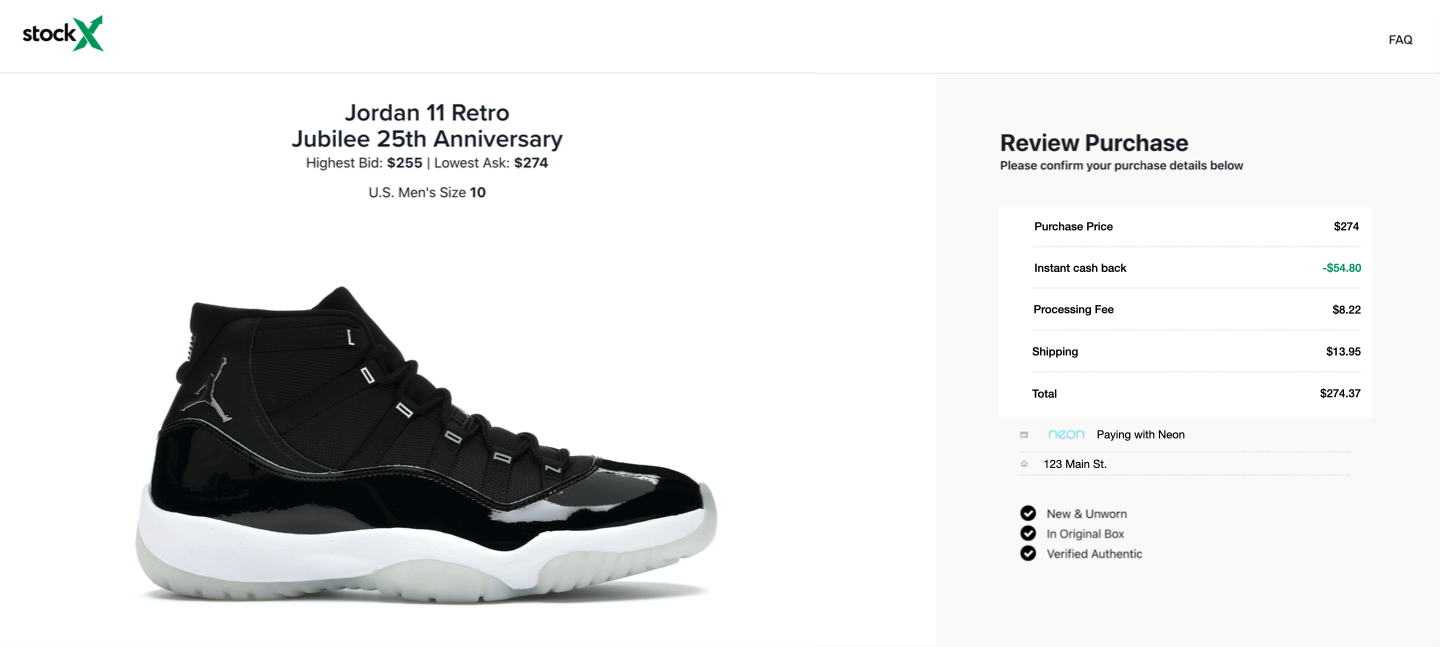 stockX
FAQ
Jordan 11 Retro
Jubilee 25th Anniversary
Highest Bid: $255 | Lowest Ask: $274
U.S. Men's Size 10
Review Purchase
Please confirm your purchase details below
Purchase Price $274
Instant cash back -$54.80
Processing Fee $8.22
Shipping $13.95
Total $274.37
neon Paying with Neon
123 Main St.
New & Unworn
In Original Box
Verified Authentic